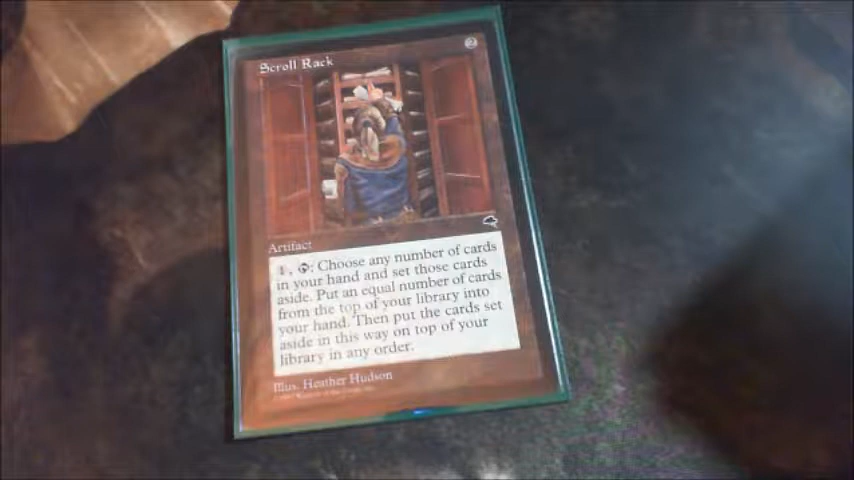 Scroll Rack
2
Artifact
1, : Choose any number of cards
in your hand and set those cards
aside. Put an equal number of cards
from the top of your library into
your hand. Then put the cards set
aside in this way on top of your
library in any order.
Illus. Heather Hudson